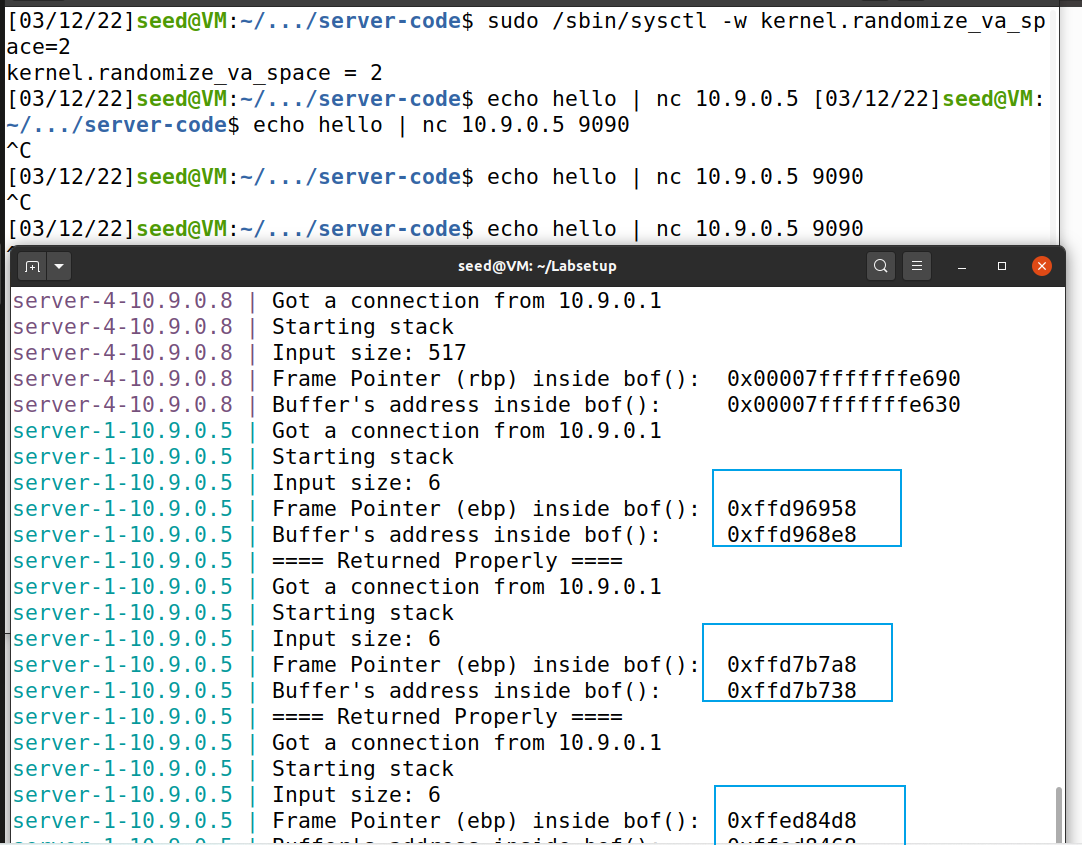 [03/12/22]seed@VM:~/.../server-code$ sudo /sbin/sysctl -w kernel.randomize_va_sp
ace=2
kernel.randomize_va_space = 2
[03/12/22]seed@VM:~/.../server-code$ echo hello | nc 10.9.0.5 [03/12/22]seed@VM:
~/.../server-code$ echo hello | nc 10.9.0.5 9090
^C
[03/12/22]seed@VM:~/.../server-code$ echo hello | nc 10.9.0.5 9090
^C
[03/12/22]seed@VM:~/.../server-code$ echo hello | nc 10.9.0.5 9090
seed@VM: ~/Labsetup
server-4-10.9.0.8 | Got a connection from 10.9.0.1
server-4-10.9.0.8 | Starting stack
server-4-10.9.0.8 | Input size: 517
server-4-10.9.0.8 | Frame Pointer (rbp) inside bof():  0x00007fffffffe690
server-4-10.9.0.8 | Buffer's address inside bof():     0x00007fffffffe630
server-1-10.9.0.5 | Got a connection from 10.9.0.1
server-1-10.9.0.5 | Starting stack
server-1-10.9.0.5 | Input size: 6
server-1-10.9.0.5 | Frame Pointer (ebp) inside bof():  0xffd96958
server-1-10.9.0.5 | Buffer's address inside bof():     0xffd968e8
server-1-10.9.0.5 | ==== Returned Properly ====
server-1-10.9.0.5 | Got a connection from 10.9.0.1
server-1-10.9.0.5 | Starting stack
server-1-10.9.0.5 | Input size: 6
server-1-10.9.0.5 | Frame Pointer (ebp) inside bof():  0xffd7b7a8
server-1-10.9.0.5 | Buffer's address inside bof():     0xffd7b738
server-1-10.9.0.5 | ==== Returned Properly ====
server-1-10.9.0.5 | Got a connection from 10.9.0.1
server-1-10.9.0.5 | Starting stack
server-1-10.9.0.5 | Input size: 6
server-1-10.9.0.5 | Frame Pointer (ebp) inside bof():  0xffed84d8
server-1-10.9.0.5 | Buffer's address inside bof():     0xffed8468